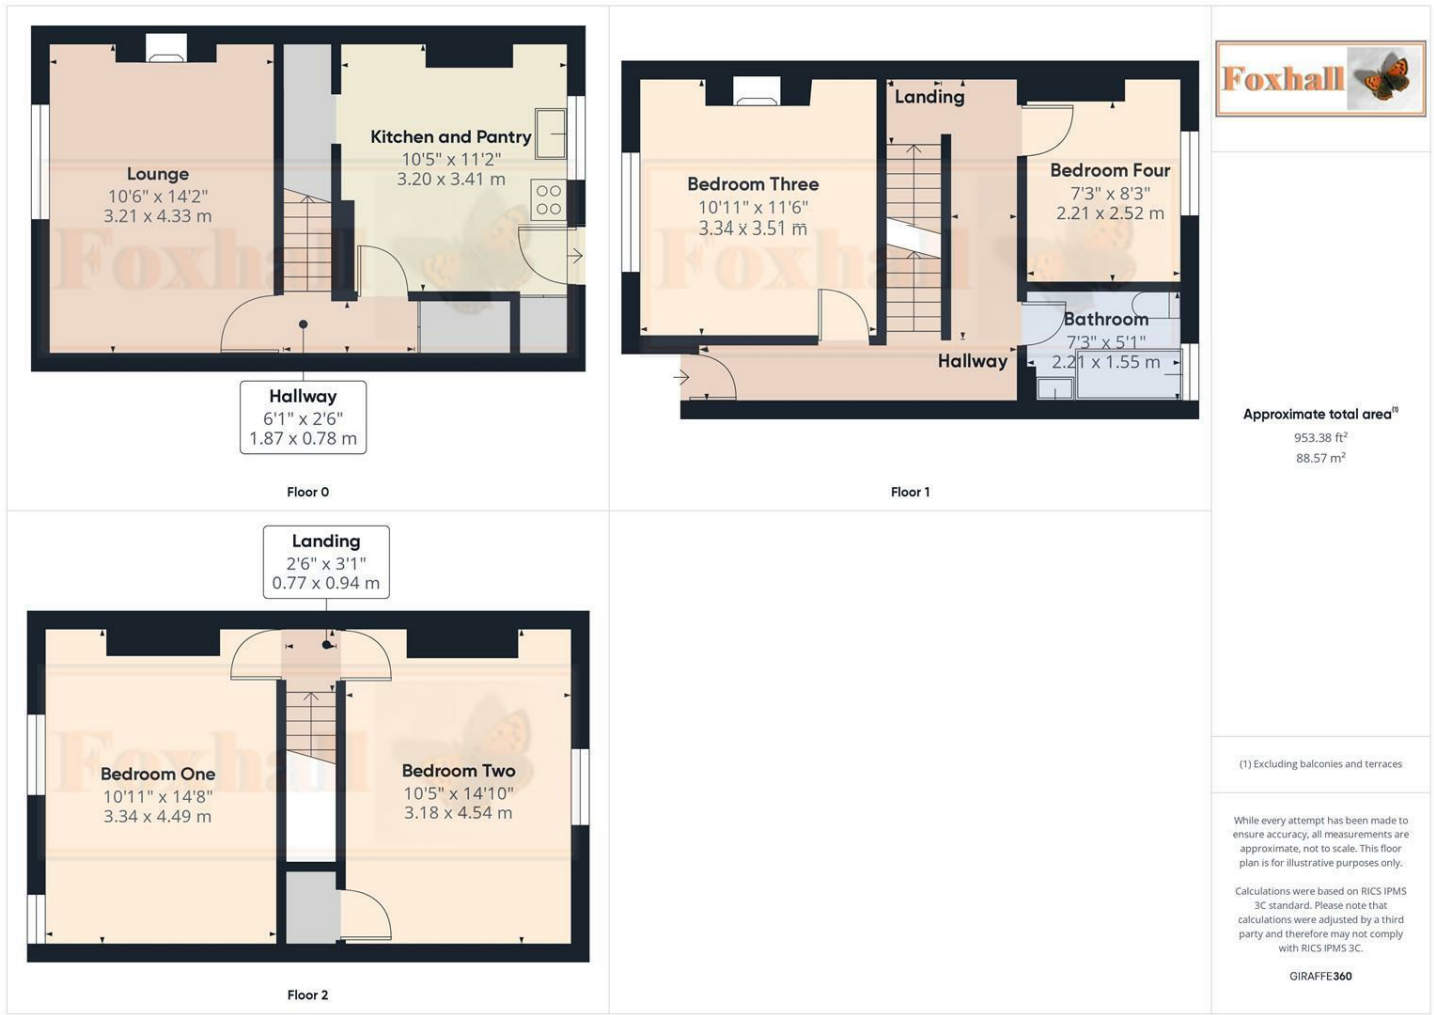 Lounge
10'6" x 14'2"
3.21 x 4.33 m
Kitchen and Pantry
10'5" x 11'2"
3.20 x 3.41 m
Hallway
6'1" x 2'6"
1.87 x 0.78 m
Floor 0
Foxhall
Landing
Bedroom Three
10'11" x 11'6"
3.34 x 3.51 m
Bedroom Four
7'3" x 8'3"
2.21 x 2.52 m
Bathroom
7'3" x 5'1"
2.21 x 1.55 m
Hallway
Floor 1
Foxhall
Landing
2'6" x 3'1"
0.77 x 0.94 m
Bedroom One
10'11" x 14'8"
3.34 x 4.49 m
Bedroom Two
10'5" x 14'10"
3.18 x 4.54 m
Floor 2
Foxhall
Foxhall
Approximate total area(1)
953.38 ft²
88.57 m²
(1) Excluding balconies and terraces
While every attempt has been made to
ensure accuracy, all measurements are
approximate, not to scale. This floor
plan is for illustrative purposes only.
Calculations were based on RICS IPMS
3C standard. Please note that
calculations were adjusted by a third
party and therefore may not comply
with RICS IPMS 3C.
GIRAFFE360